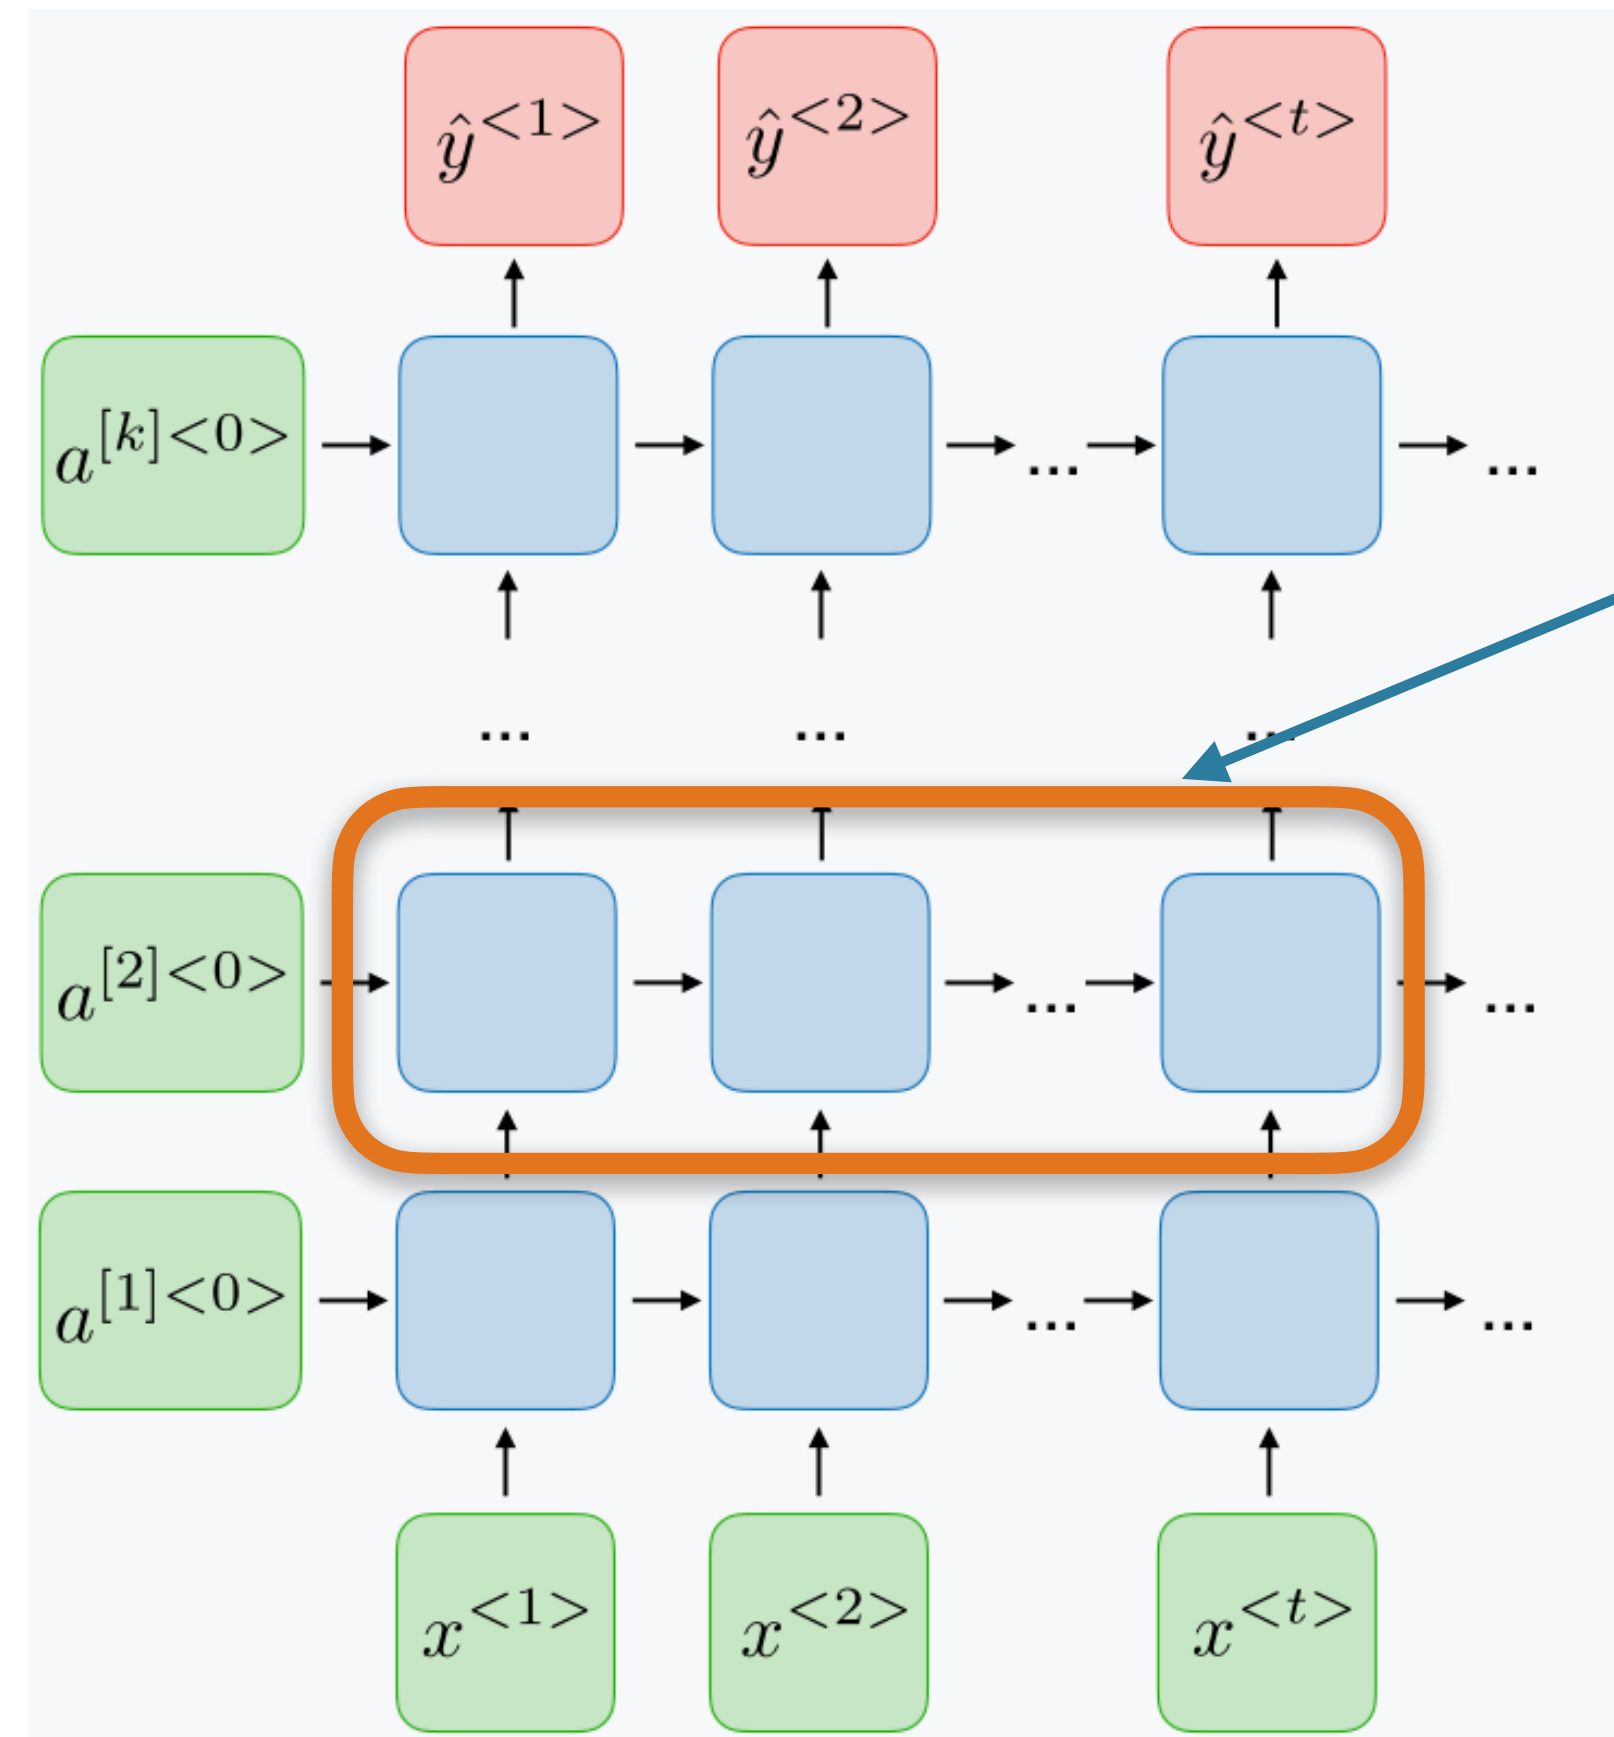 ŷ<1> ŷ<2> ŷ<t>
a[k]<0> ... ...
... ... ...
a[2]<0> ... ...
a[1]<0> ... ...
x<1> x<2> x<t>